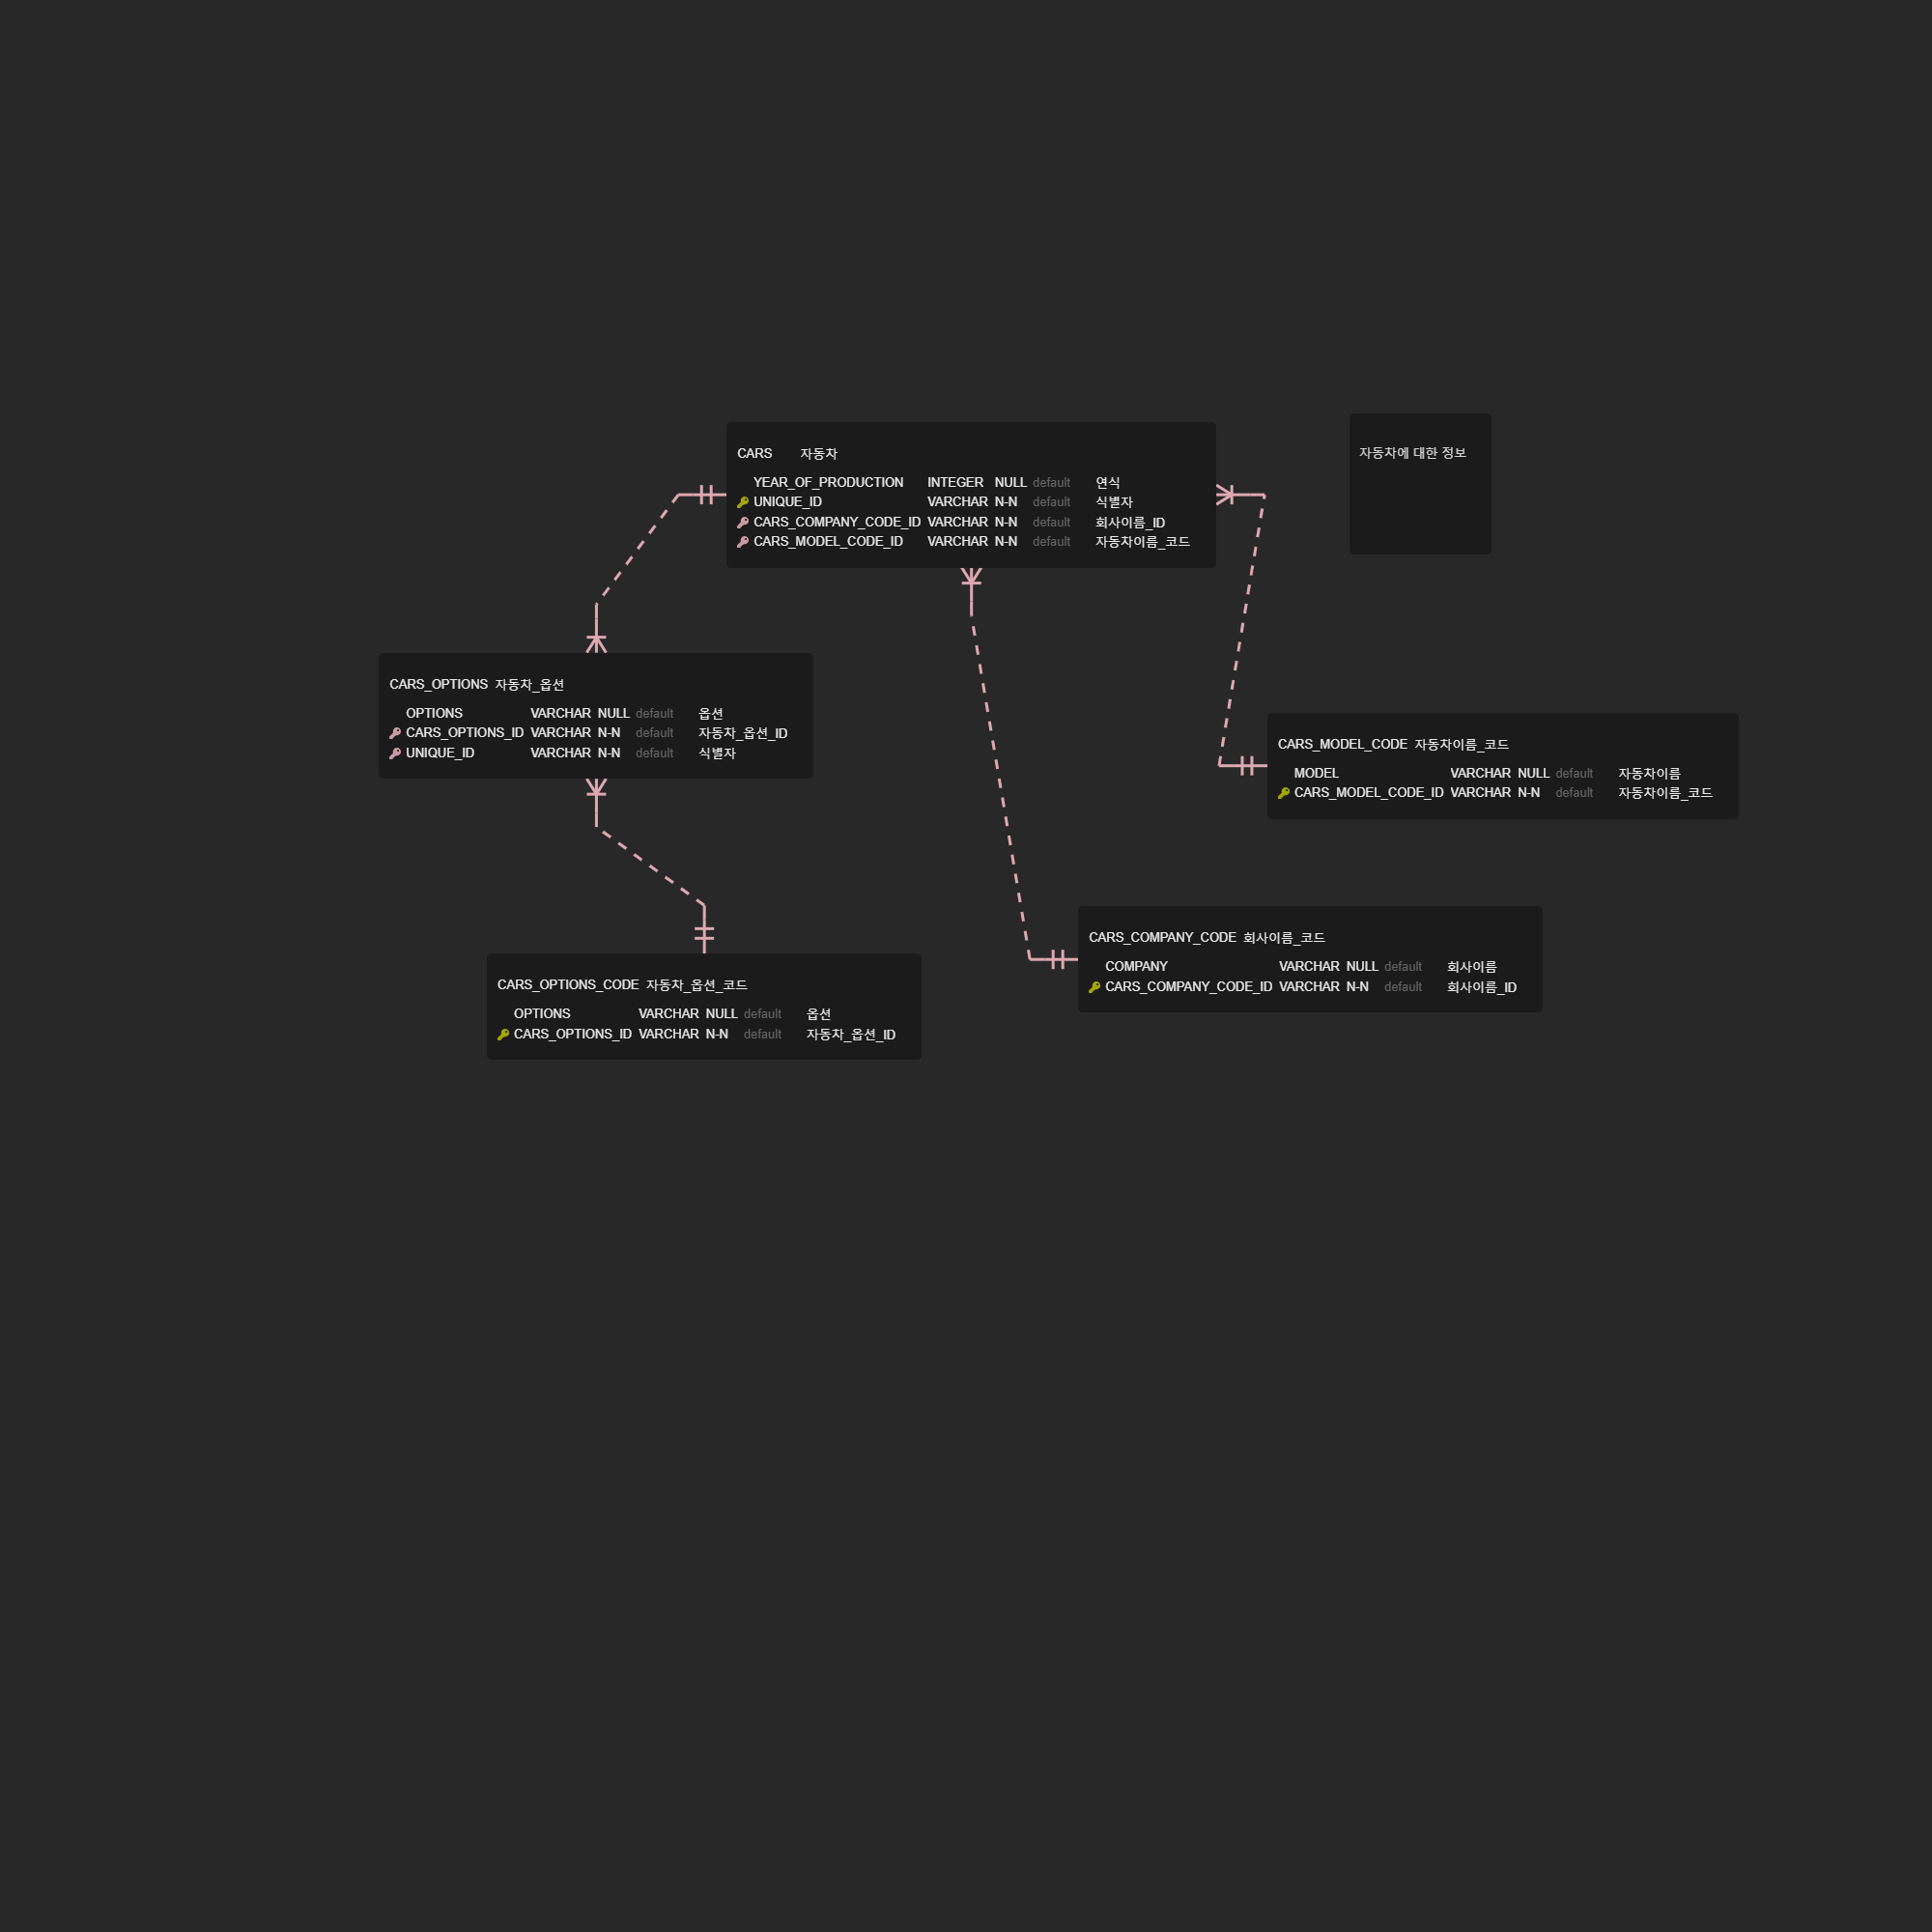 CARS 자동차
YEAR_OF_PRODUCTION INTEGER NULL default 연식
UNIQUE_ID VARCHAR N-N default 식별자
CARS_COMPANY_CODE_ID VARCHAR N-N default 회사이름_ID
CARS_MODEL_CODE_ID VARCHAR N-N default 자동차이름_코드
자동차에 대한 정보
CARS_OPTIONS 자동차_옵션
OPTIONS VARCHAR NULL default 옵션
CARS_OPTIONS_ID VARCHAR N-N default 자동차_옵션_ID
UNIQUE_ID VARCHAR N-N default 식별자
CARS_MODEL_CODE 자동차이름_코드
MODEL VARCHAR NULL default 자동차이름
CARS_MODEL_CODE_ID VARCHAR N-N default 자동차이름_코드
CARS_COMPANY_CODE 회사이름_코드
COMPANY VARCHAR NULL default 회사이름
CARS_COMPANY_CODE_ID VARCHAR N-N default 회사이름_ID
CARS_OPTIONS_CODE 자동차_옵션_코드
OPTIONS VARCHAR NULL default 옵션
CARS_OPTIONS_ID VARCHAR N-N default 자동차_옵션_ID